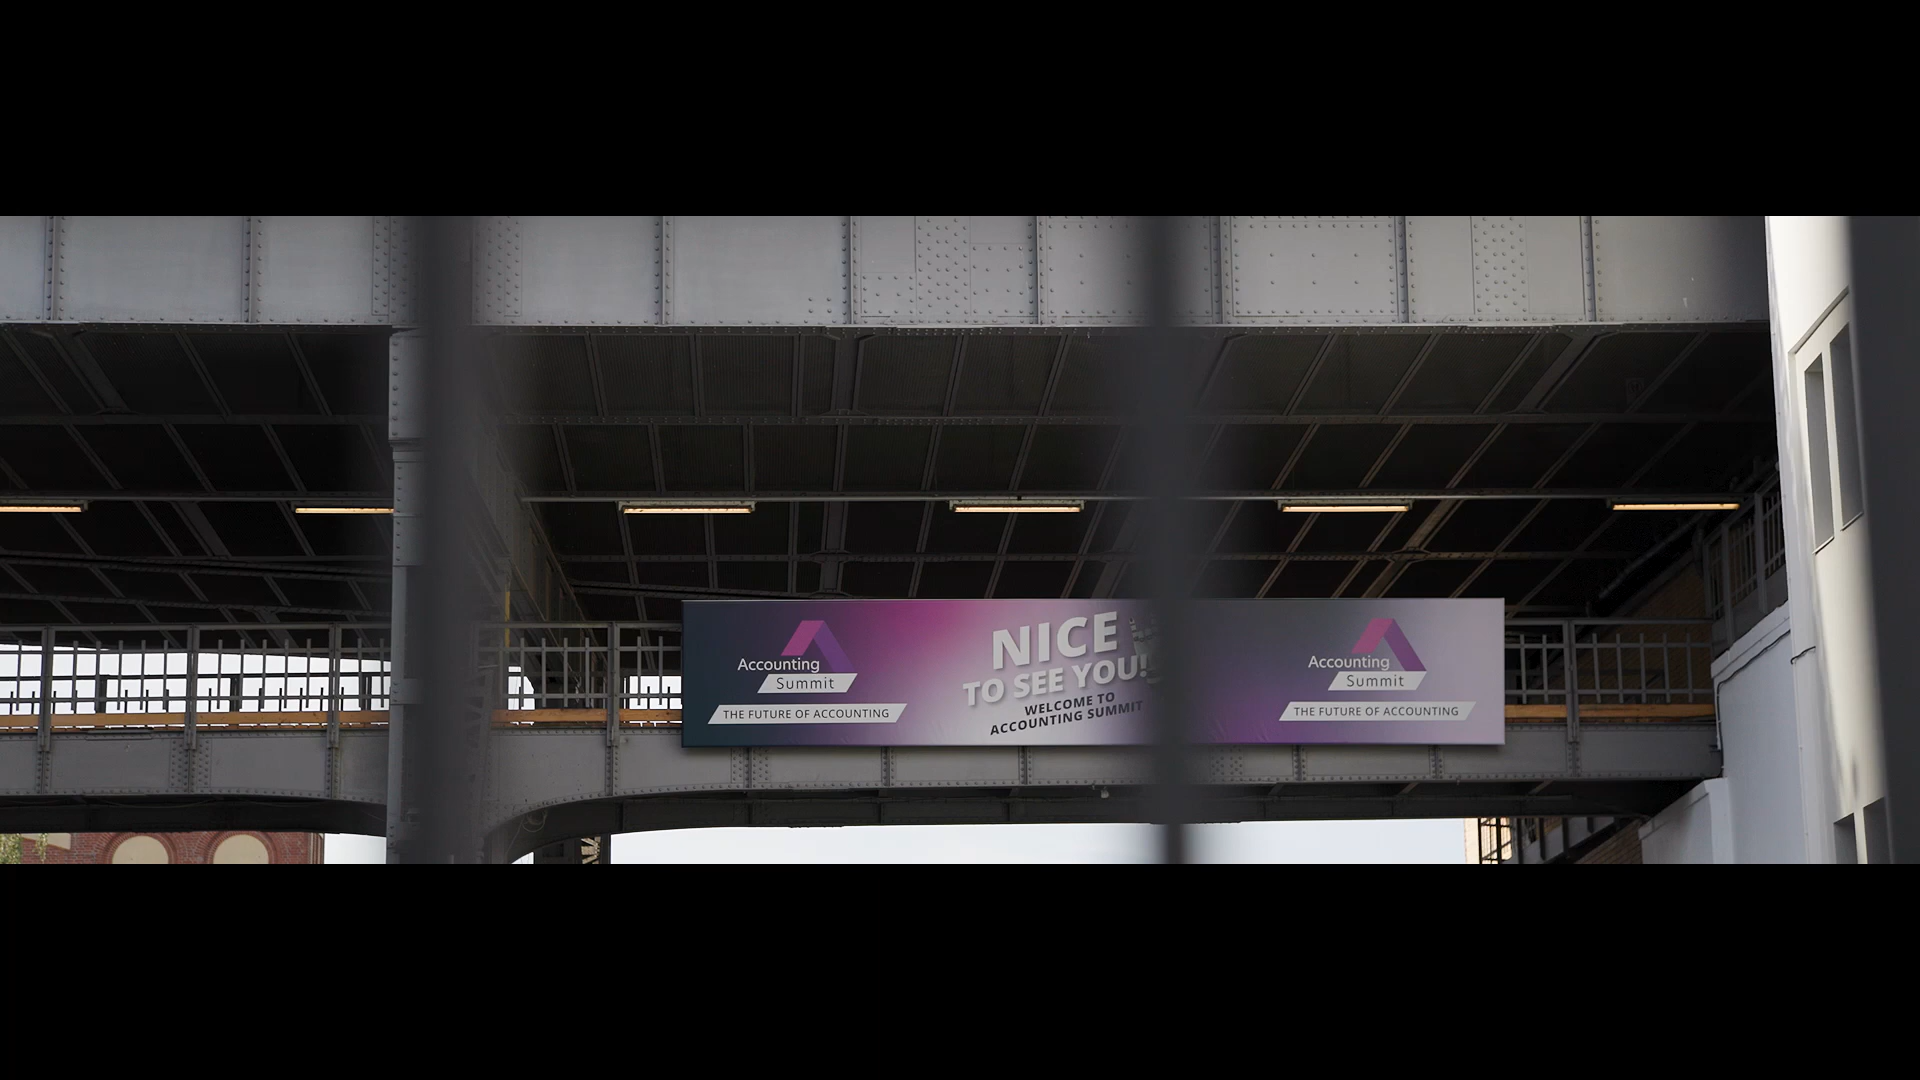 Accounting
Summit
THE FUTURE OF ACCOUNTING
NICE
TO SEE YOU!
WELCOME TO
ACCOUNTING SUMMIT
Accounting
Summit
THE FUTURE OF ACCOUNTING